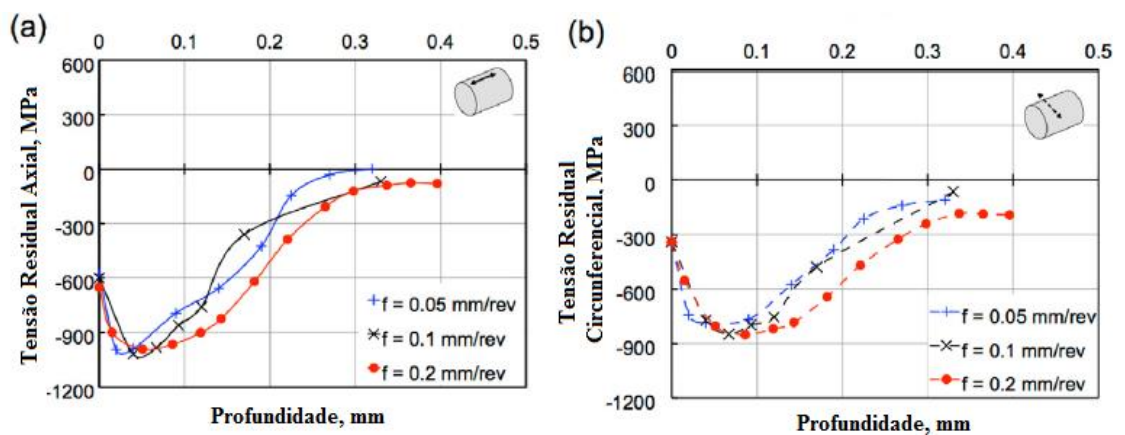 (a)
0 0.1 0.2 0.3 0.4 0.5
600
300
0
-300
-600
-900
-1200
Tensão Residual Axial, MPa
f = 0.05 mm/rev
f = 0.1 mm/rev
f = 0.2 mm/rev
Profundidade, mm
(b)
0 0.1 0.2 0.3 0.4 0.5
600
300
0
-300
-600
-900
-1200
Tensão Residual
Circunferencial, MPa
f = 0.05 mm/rev
f = 0.1 mm/rev
f = 0.2 mm/rev
Profundidade, mm